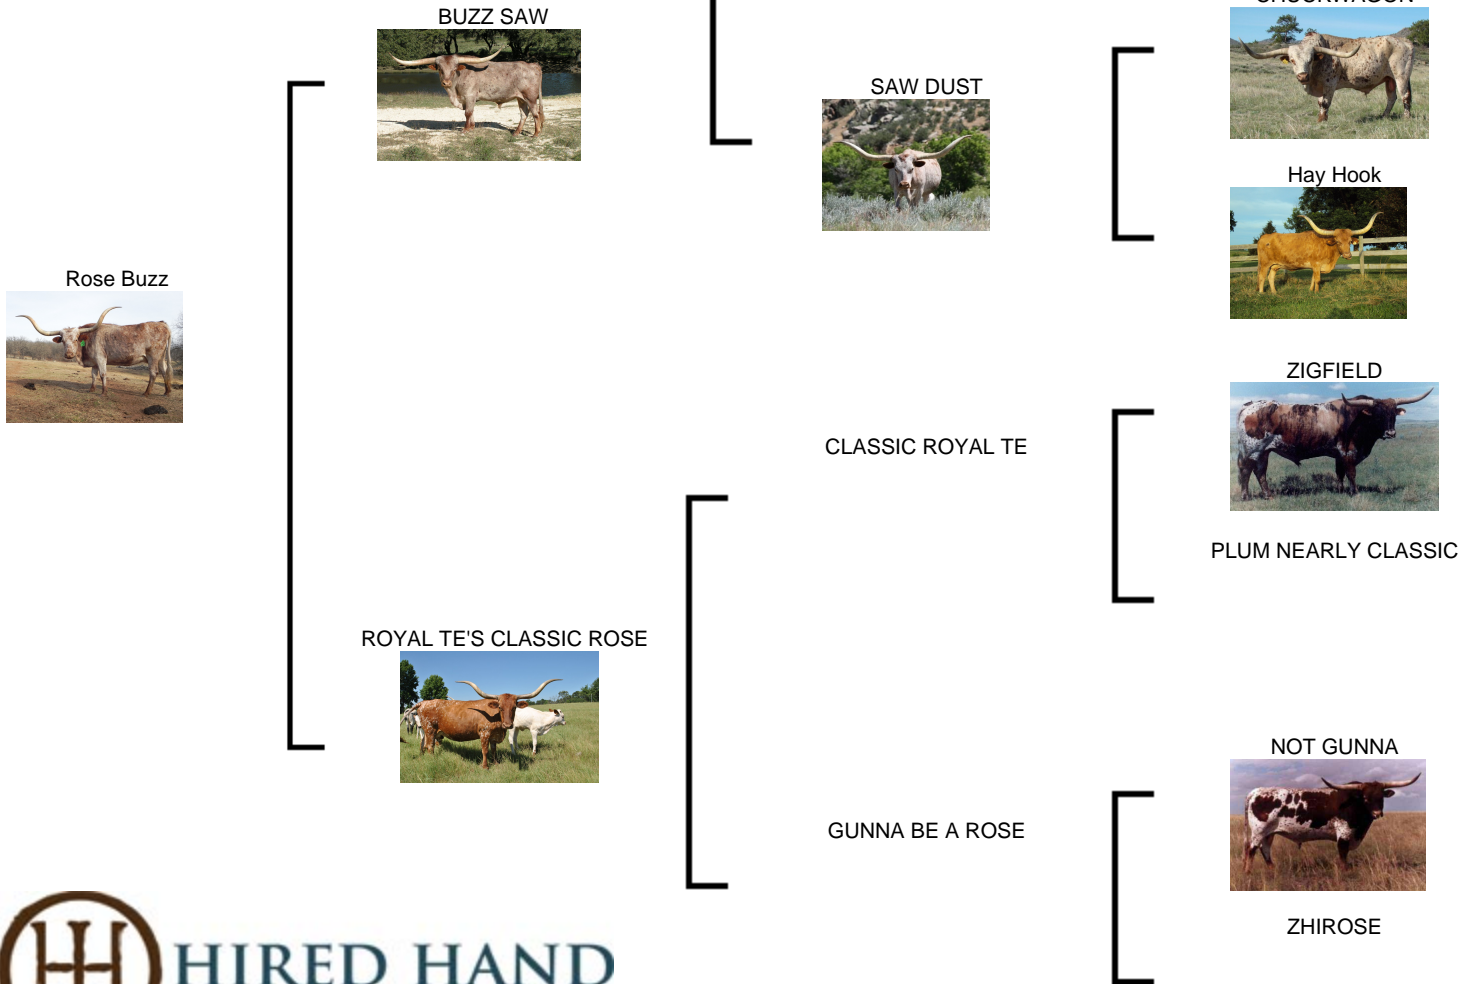 BUZZ SAW
SAW DUST
Hay Hook
Rose Buzz
ZIGFIELD
CLASSIC ROYAL TE
PLUM NEARLY CLASSIC
ROYAL TE'S CLASSIC ROSE
NOT GUNNA
GUNNA BE A ROSE
ZHIROSE
HIRED HAND